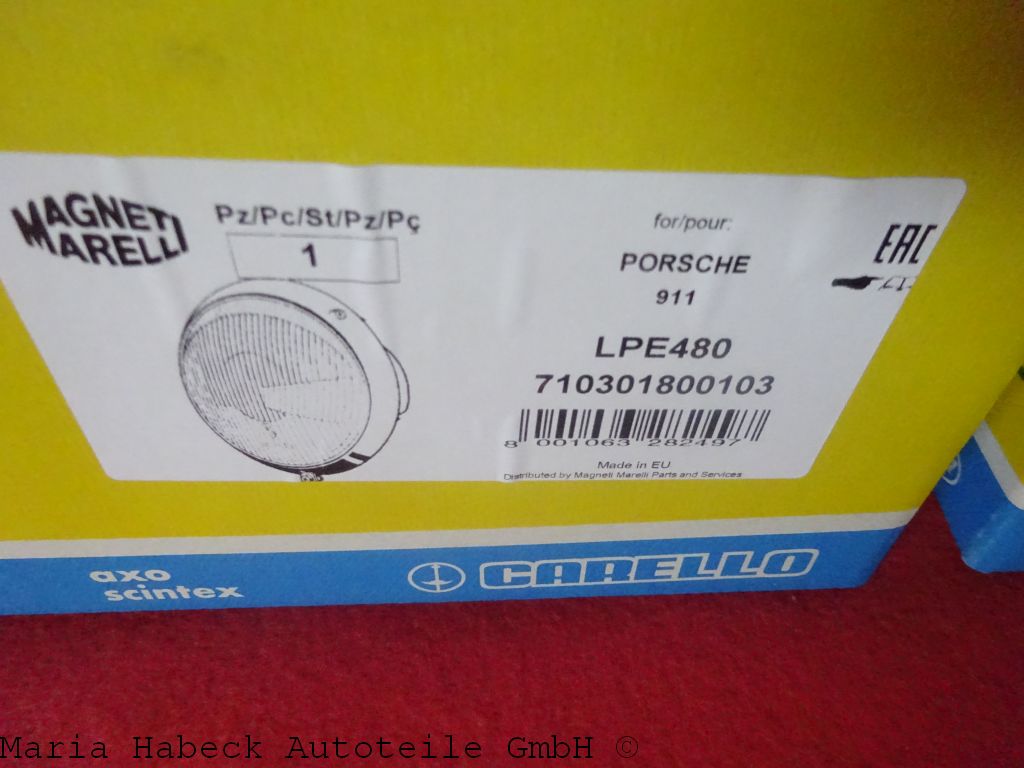 MAGNETI
MARELLI
Pz/Pc/St/Pz/Pç
1
for/pour:
PORSCHE
911
EAC
LPE480
710301800103
8 001063 282497
Made in EU
Distributed by Magneti Marelli Parts and Services
axo
scintex
CARELLO
Maria Habeck Autoteile GmbH ©